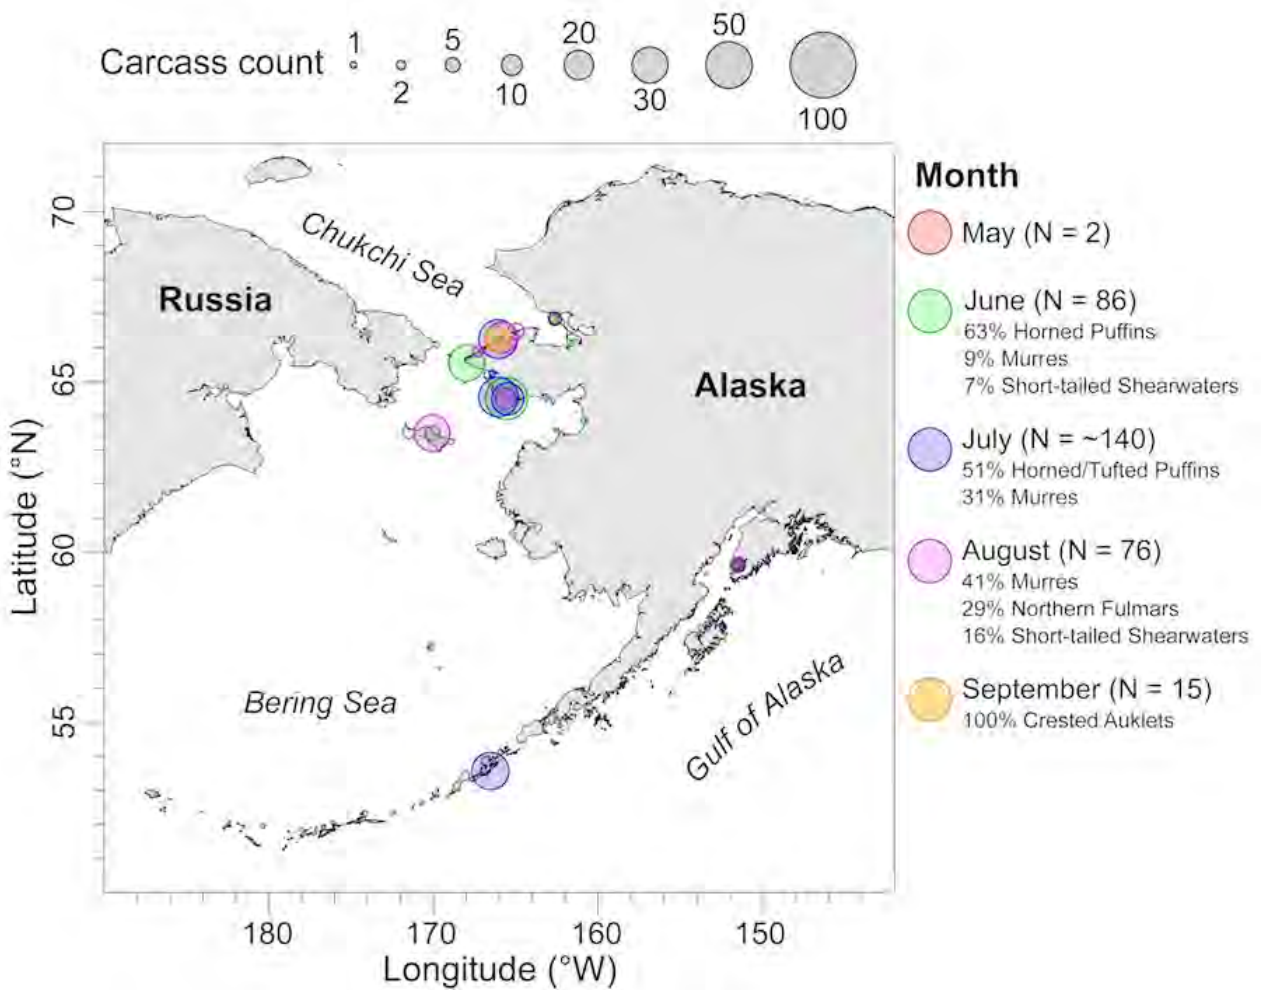 Carcass count
1
2
5
10
20
30
50
100
70
65
60
55
Latitude (°N)
Chukchi Sea
Russia
Alaska
Bering Sea
Gulf of Alaska
180
170
160
150
Longitude (°W)
Month
May (N = 2)
June (N = 86)
63% Horned Puffins
9% Murres
7% Short-tailed Shearwaters
July (N = ~140)
51% Horned/Tufted Puffins
31% Murres
August (N = 76)
41% Murres
29% Northern Fulmars
16% Short-tailed Shearwaters
September (N = 15)
100% Crested Auklets